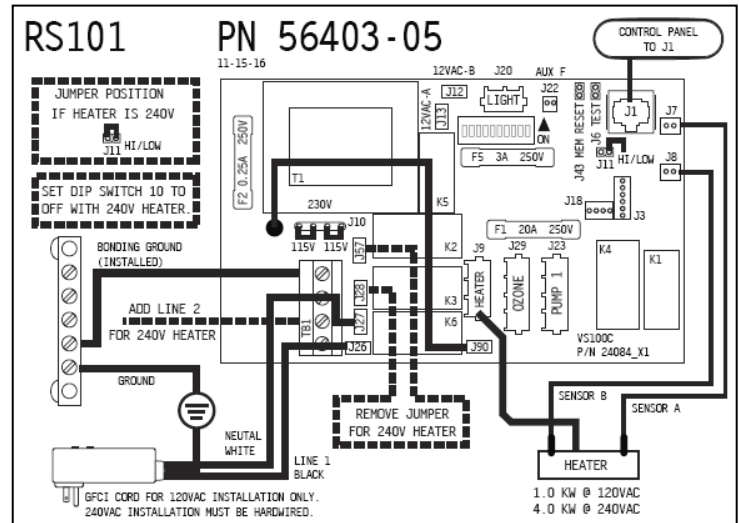 RS101
PN 56403-05
11-15-16
CONTROL PANEL
TO J1
JUMPER POSITION
IF HEATER IS 240V
J11
HI/LOW
SET DIP SWITCH 10 TO
OFF WITH 240V HEATER.
BONDING GROUND
(INSTALLED)
ADD LINE 2
FOR 240V HEATER
GROUND
NEUTAL
WHITE
LINE 1
BLACK
GFCI CORD FOR 120VAC INSTALLATION ONLY.
240VAC INSTALLATION MUST BE HARDWIRED.
REMOVE JUMPER
FOR 240V HEATER
12VAC-B
J20
AUX F
J12
LIGHT
J22
12VAC-A
J13
ON
F5 3A 250V
J43 MEM RESET
J6 TEST
J1
J7
J11
HI/LOW
J8
F2 0.25A 250V
T1
K5
J18
J3
230V
J10
115V
115V
F1 20A 250V
J57
K2
J9
J29
J23
K4
K1
J28
K3
HEATER
OZONE
PUMP 1
TB1
J27
K6
J26
J90
VS100C
P/N 24084_X1
SENSOR B
SENSOR A
HEATER
1.0 KW @ 120VAC
4.0 KW @ 240VAC